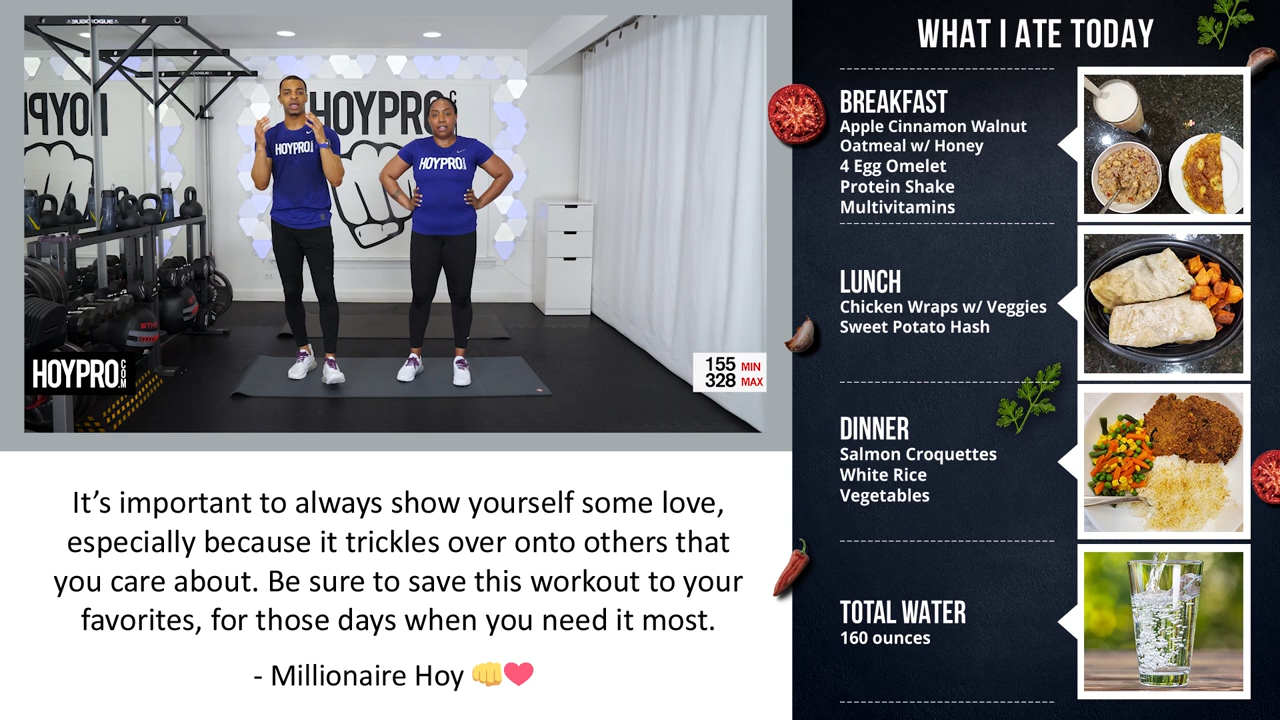 BURKROGUE
ROGUE
HOYPRO
HOYPRO
HOYPRO.COM
HOYPRO.COM
HOYPRO.COM
155 MIN
328 MAX
It’s important to always show yourself some love,
especially because it trickles over onto others that
you care about. Be sure to save this workout to your
favorites, for those days when you need it most.
- Millionaire Hoy 👊❤️
WHAT I ATE TODAY
BREAKFAST
Apple Cinnamon Walnut
Oatmeal w/ Honey
4 Egg Omelet
Protein Shake
Multivitamins
LUNCH
Chicken Wraps w/ Veggies
Sweet Potato Hash
DINNER
Salmon Croquettes
White Rice
Vegetables
TOTAL WATER
160 ounces